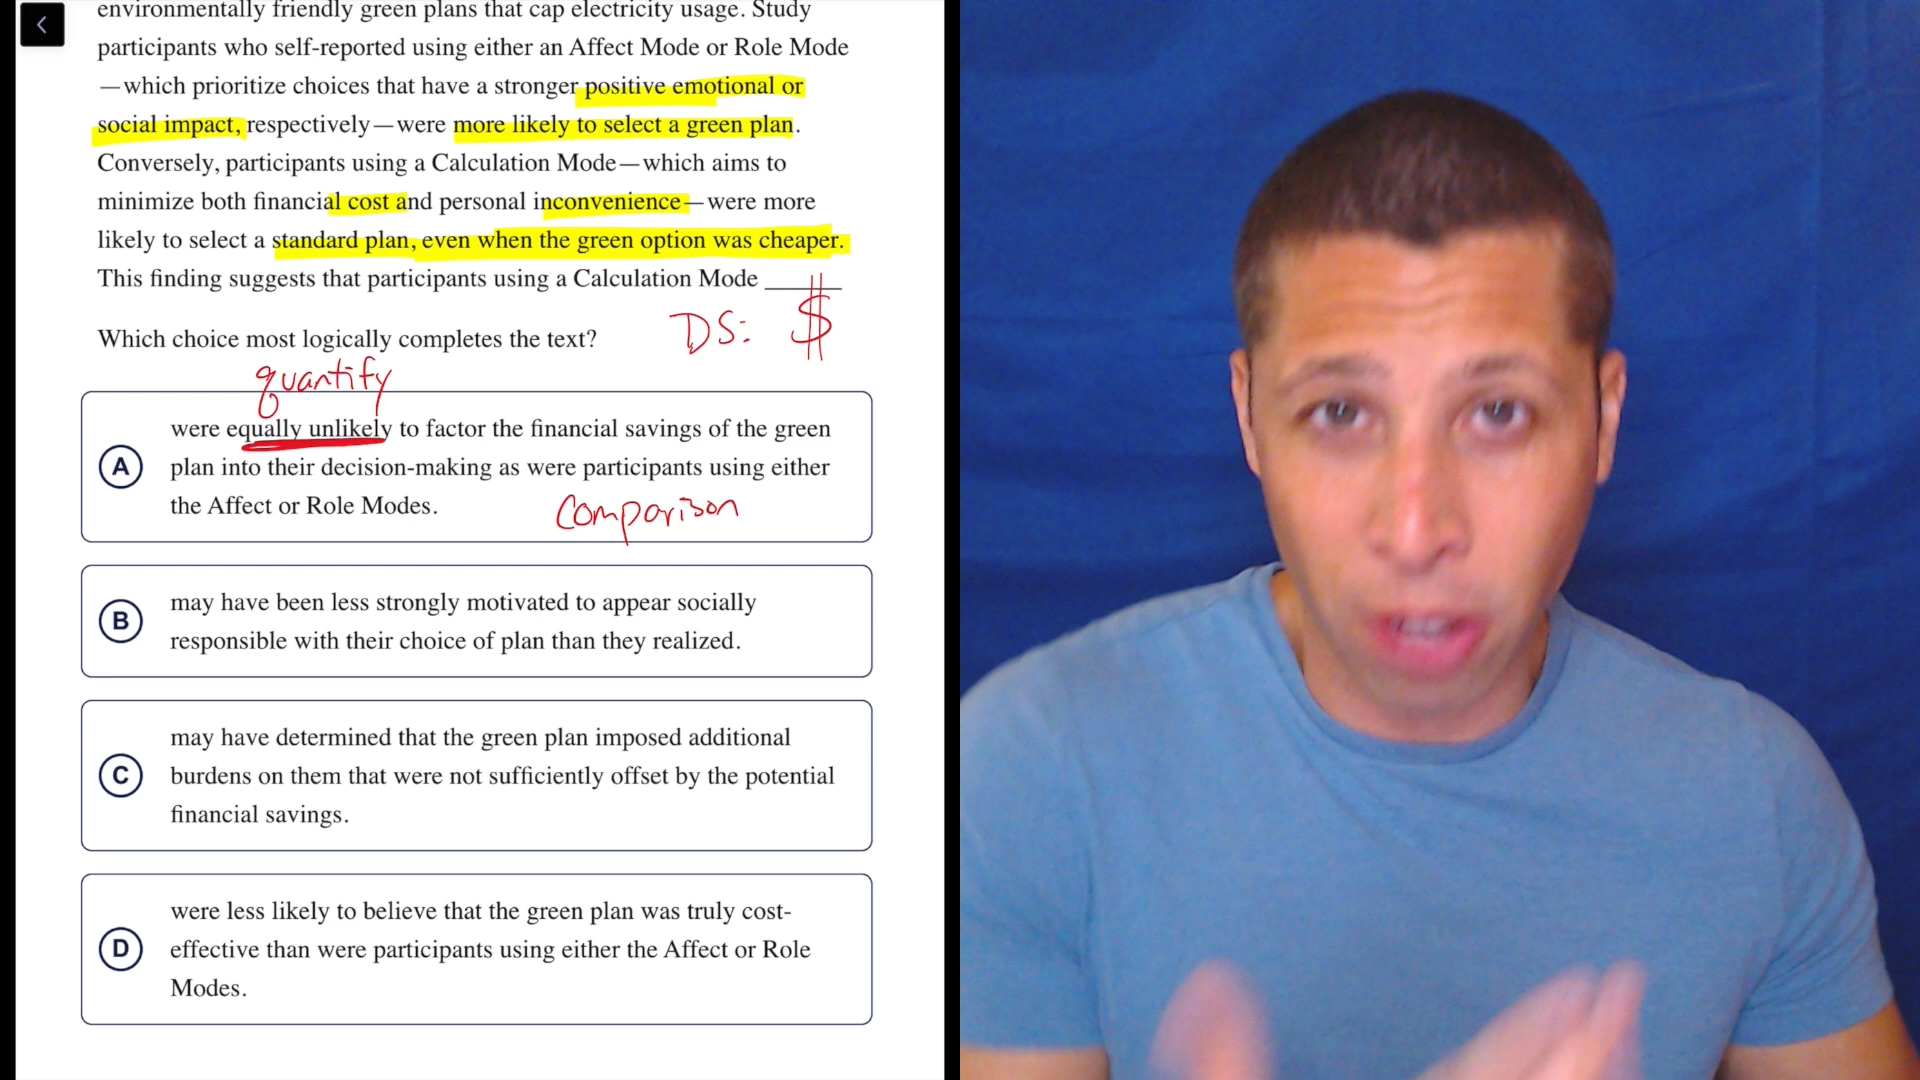 environmentally friendly green plans that cap electricity usage. Study
participants who self-reported using either an Affect Mode or Role Mode
—which prioritize choices that have a stronger positive emotional or
social impact, respectively—were more likely to select a green plan.
Conversely, participants using a Calculation Mode—which aims to
minimize both financial cost and personal inconvenience—were more
likely to select a standard plan, even when the green option was cheaper.
This finding suggests that participants using a Calculation Mode ______
DS: $
Which choice most logically completes the text?
quantify
A were equally unlikely to factor the financial savings of the green
plan into their decision-making as were participants using either
the Affect or Role Modes.
Comparison
B may have been less strongly motivated to appear socially
responsible with their choice of plan than they realized.
C may have determined that the green plan imposed additional
burdens on them that were not sufficiently offset by the potential
financial savings.
D were less likely to believe that the green plan was truly cost-
effective than were participants using either the Affect or Role
Modes.